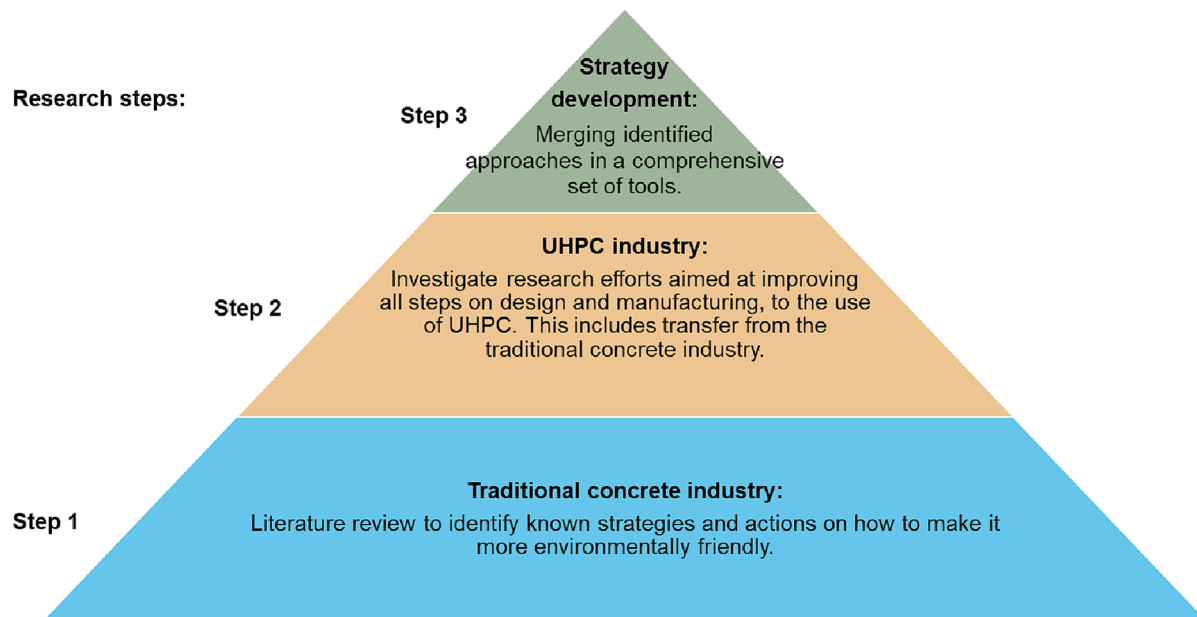 Research steps:
Step 3
Strategy
development:
Merging identified
approaches in a comprehensive
set of tools.
Step 2
UHPC industry:
Investigate research efforts aimed at improving
all steps on design and manufacturing, to the use
of UHPC. This includes transfer from the
traditional concrete industry.
Step 1
Traditional concrete industry:
Literature review to identify known strategies and actions on how to make it
more environmentally friendly.